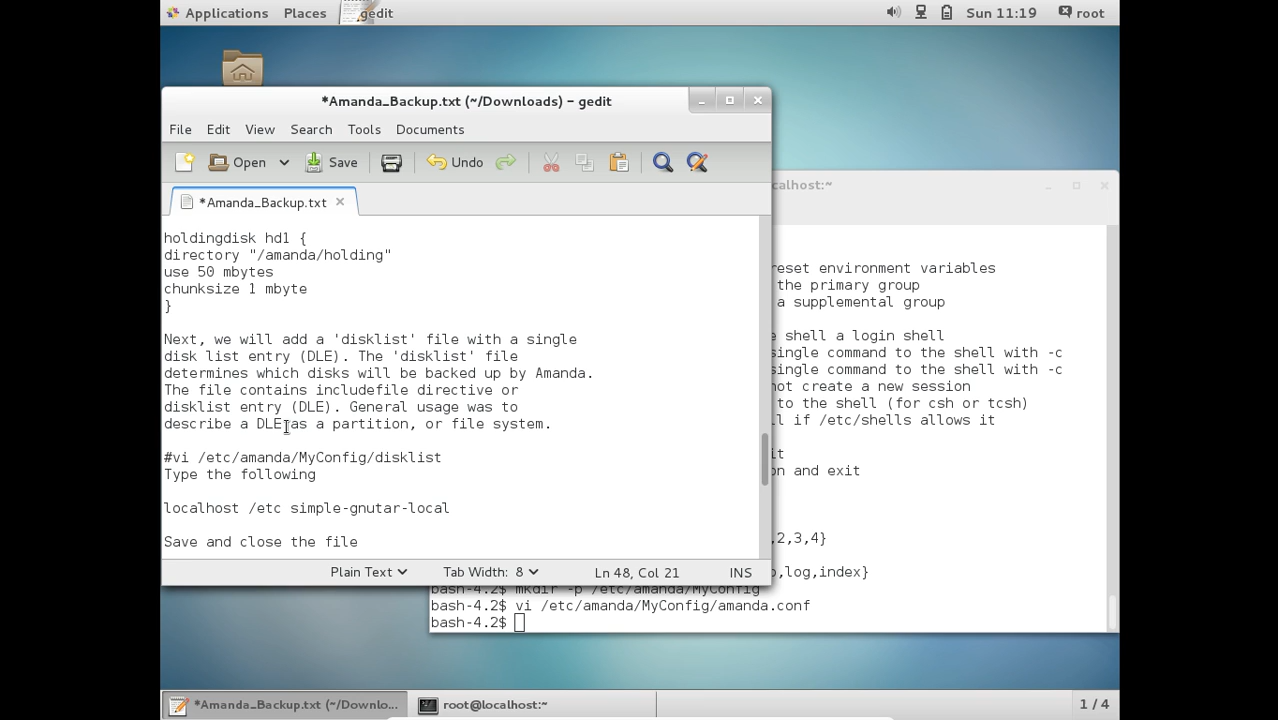 Applications Places gedit Sun 11:19 root
*Amanda_Backup.txt (~/Downloads) - gedit
File Edit View Search Tools Documents
Open Save Undo
*Amanda_Backup.txt
holdingdisk hd1 {
directory "/amanda/holding"
use 50 mbytes
chunksize 1 mbyte
}
Next, we will add a 'disklist' file with a single
disk list entry (DLE). The 'disklist' file
determines which disks will be backed up by Amanda.
The file contains includefile directive or
disklist entry (DLE). General usage was to
describe a DLE as a partition, or file system.
#vi /etc/amanda/MyConfig/disklist
Type the following
localhost /etc simple-gnutar-local
Save and close the file
Plain Text Tab Width: 8 Ln 48, Col 21 INS
calhost:~
reset environment variables
the primary group
a supplemental group
shell a login shell
single command to the shell with -c
single command to the shell with -c
not create a new session
to the shell (for csh or tcsh)
if /etc/shells allows it
it
on and exit
,2,3,4}
,log,index}
bash-4.2$ mkdir -p /etc/amanda/MyConfig
bash-4.2$ vi /etc/amanda/MyConfig/amanda.conf
bash-4.2$
*Amanda_Backup.txt (~/Downlo... root@localhost:~ 1 / 4